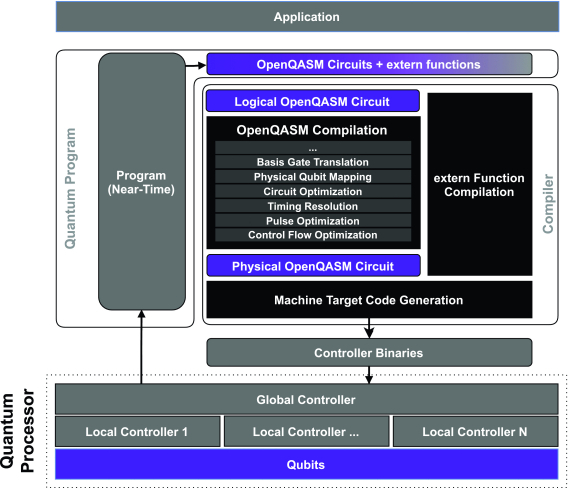 Application
OpenQASM Circuits + extern functions
Quantum Program
Program
(Near-Time)
Logical OpenQASM Circuit
OpenQASM Compilation
...
Basis Gate Translation
Physical Qubit Mapping
Circuit Optimization
Timing Resolution
Pulse Optimization
Control Flow Optimization
Physical OpenQASM Circuit
extern Function
Compilation
Compiler
Machine Target Code Generation
Controller Binaries
Quantum
Processor
Global Controller
Local Controller 1
Local Controller ...
Local Controller N
Qubits